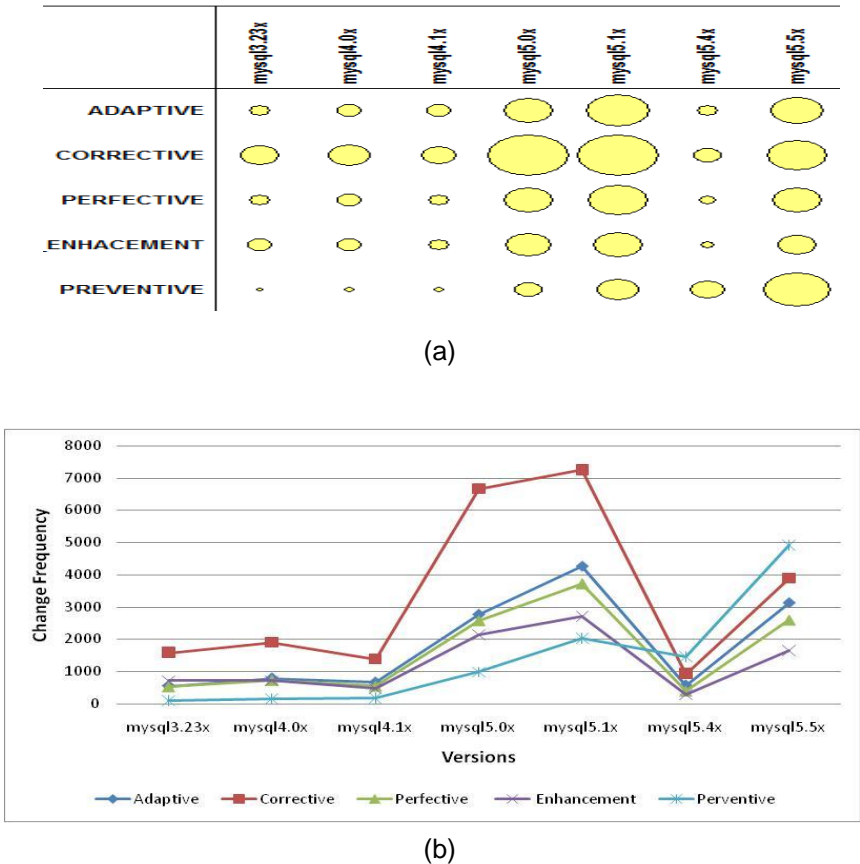 mysql3.23x mysql4.0x mysql4.1x mysql5.0x mysql5.1x mysql5.4x mysql5.5x
ADAPTIVE
CORRECTIVE
PERFECTIVE
ENHACEMENT
PREVENTIVE
(a)
Change Frequency
8000
7000
6000
5000
4000
3000
2000
1000
0
mysql3.23x mysql4.0x mysql4.1x mysql5.0x mysql5.1x mysql5.4x mysql5.5x
Versions
Adaptive Corrective Perfective Enhancement Perventive
(b)